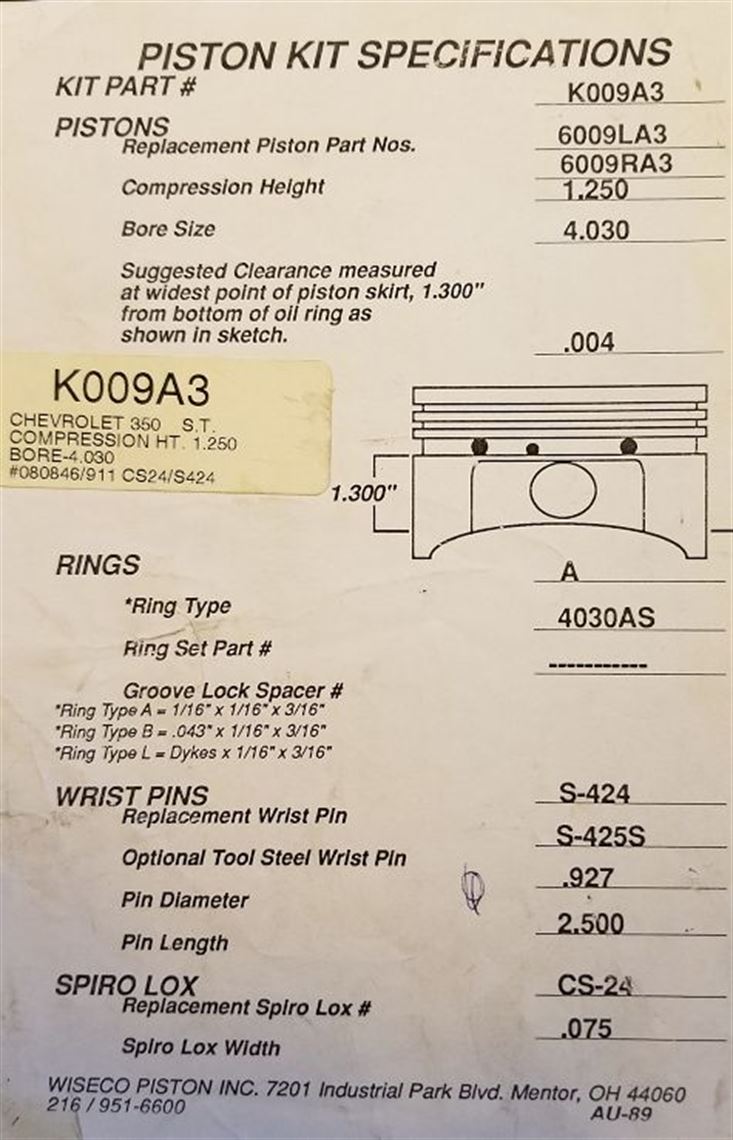 PISTON KIT SPECIFICATIONS
KIT PART # K009A3
PISTONS
Replacement Piston Part Nos. 6009LA3
6009RA3
Compression Height 1.250
Bore Size 4.030
Suggested Clearance measured
at widest point of piston skirt, 1.300"
from bottom of oil ring as
shown in sketch. .004
K009A3
CHEVROLET 350 S.T.
COMPRESSION HT. 1.250
BORE-4.030
#080846/911 CS24/S424
1.300"
RINGS
*Ring Type A
Ring Set Part # 4030AS
Groove Lock Spacer # -----------
*Ring Type A = 1/16" x 1/16" x 3/16"
*Ring Type B = .043" x 1/16" x 3/16"
*Ring Type L = Dykes x 1/16" x 3/16"
WRIST PINS
Replacement Wrist Pin S-424
Optional Tool Steel Wrist Pin S-425S
Pin Diameter .927
Pin Length 2.500
SPIRO LOX
Replacement Spiro Lox # CS-24
Spiro Lox Width .075
WISECO PISTON INC. 7201 Industrial Park Blvd. Mentor, OH 44060
216 / 951-6600 AU-89